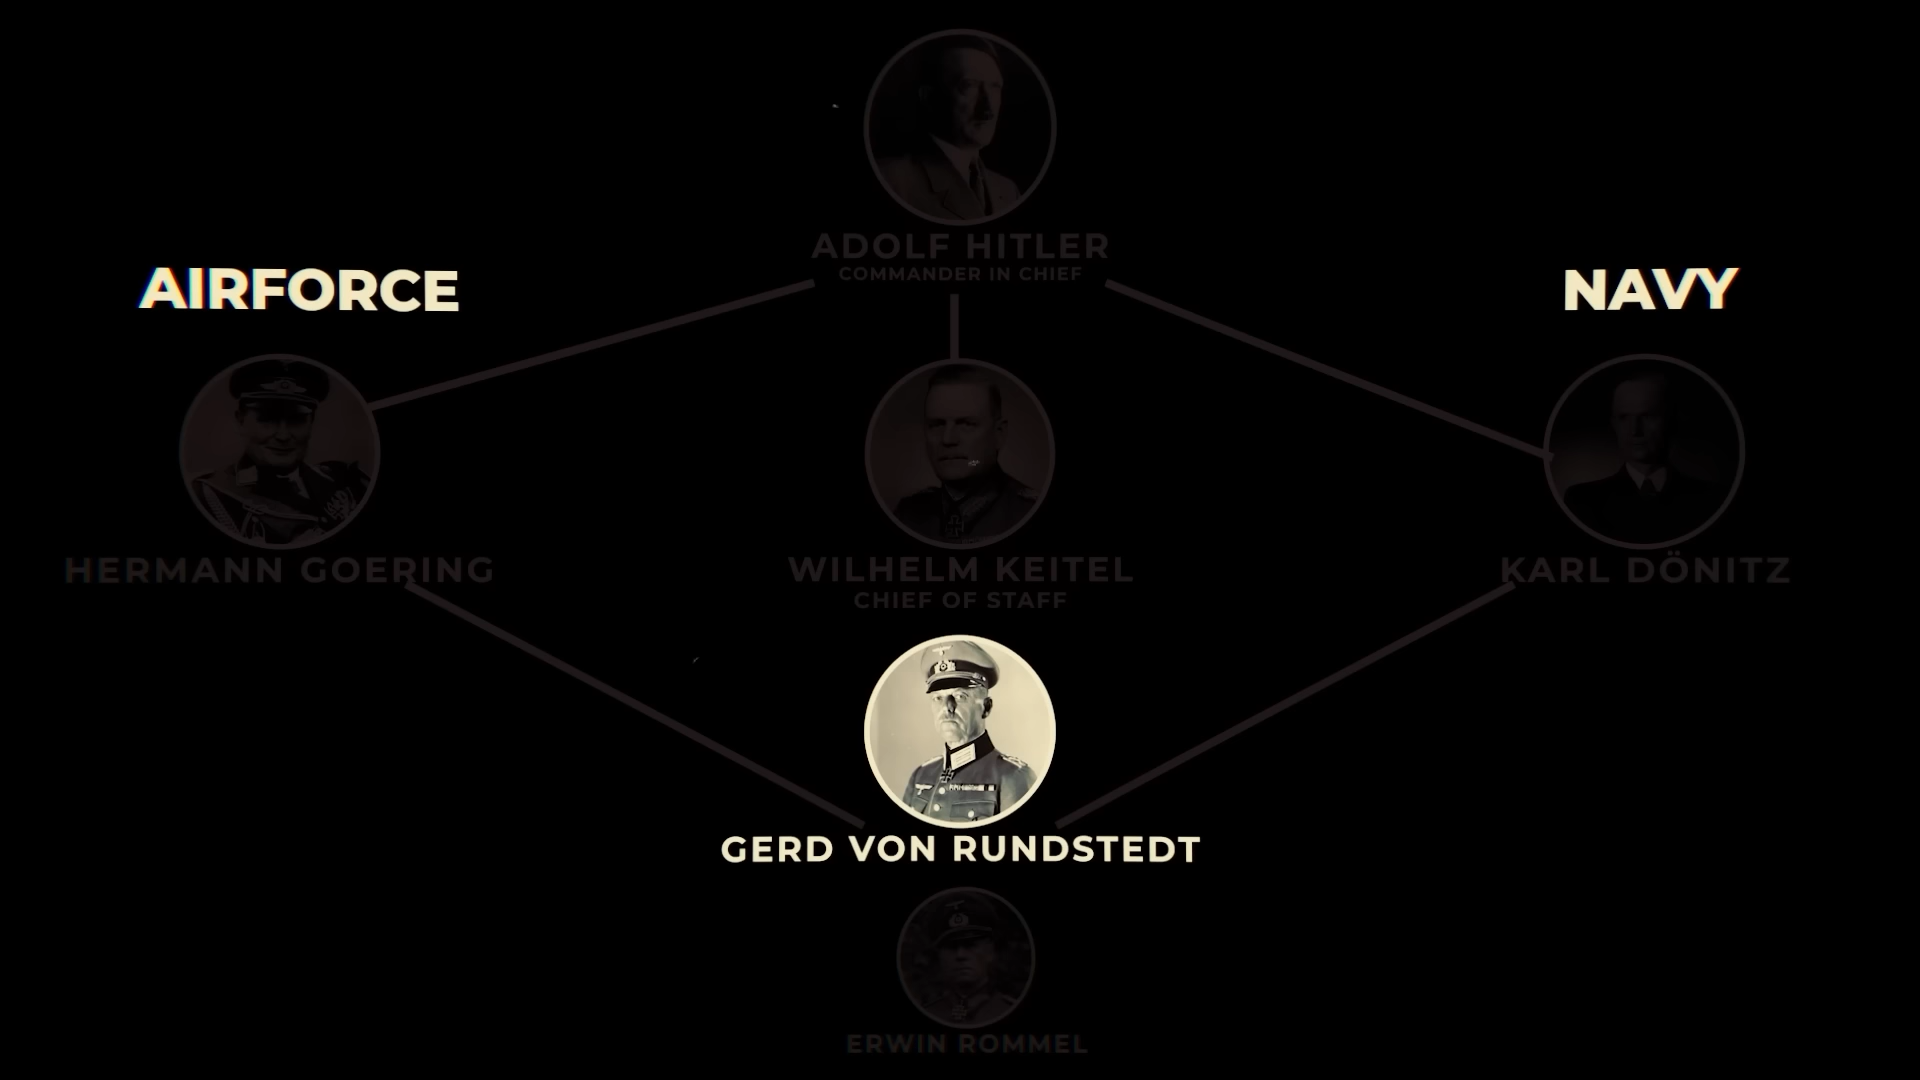 ADOLF HITLER
COMMANDER IN CHIEF
AIRFORCE
NAVY
HERMANN GOERING
WILHELM KEITEL
CHIEF OF STAFF
KARL DÖNITZ
GERD VON RUNDSTEDT
ERWIN ROMMEL